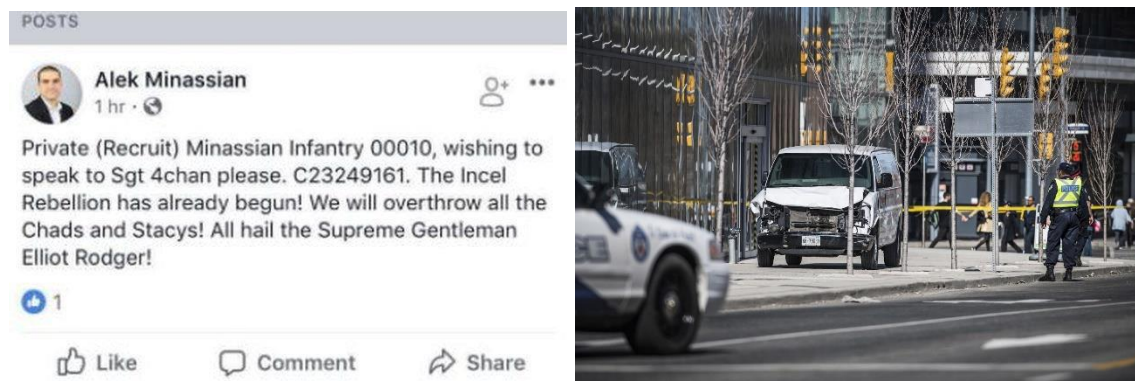 POSTS
Alek Minassian
1 hr ·
Private (Recruit) Minassian Infantry 00010, wishing to
speak to Sgt 4chan please. C23249161. The Incel
Rebellion has already begun! We will overthrow all the
Chads and Stacys! All hail the Supreme Gentleman
Elliot Rodger!
1
Like Comment Share